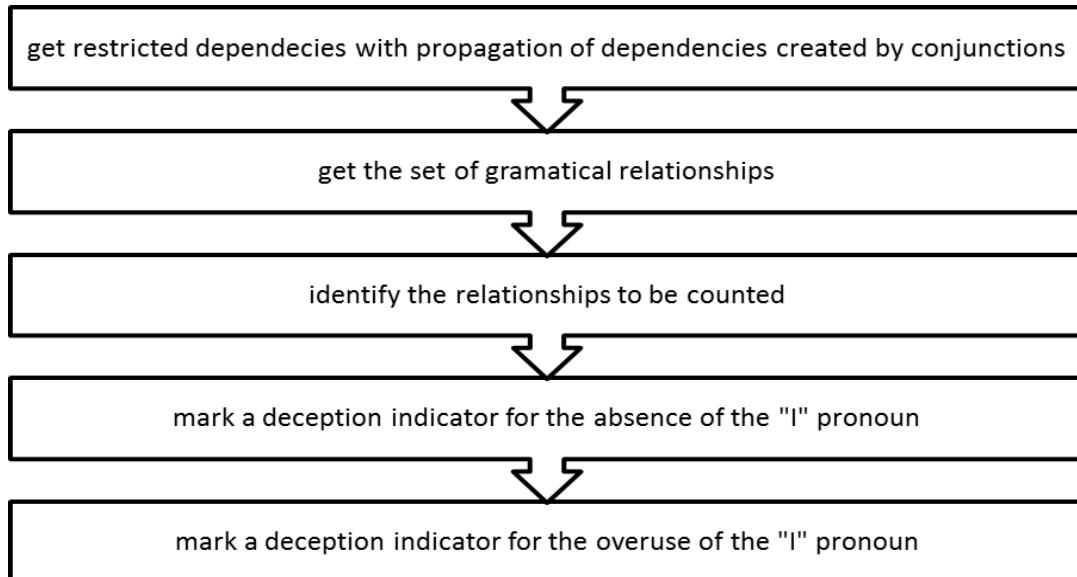 get restricted dependecies with propagation of dependencies created by conjunctions
get the set of gramatical relationships
identify the relationships to be counted
mark a deception indicator for the absence of the "I" pronoun
mark a deception indicator for the overuse of the "I" pronoun